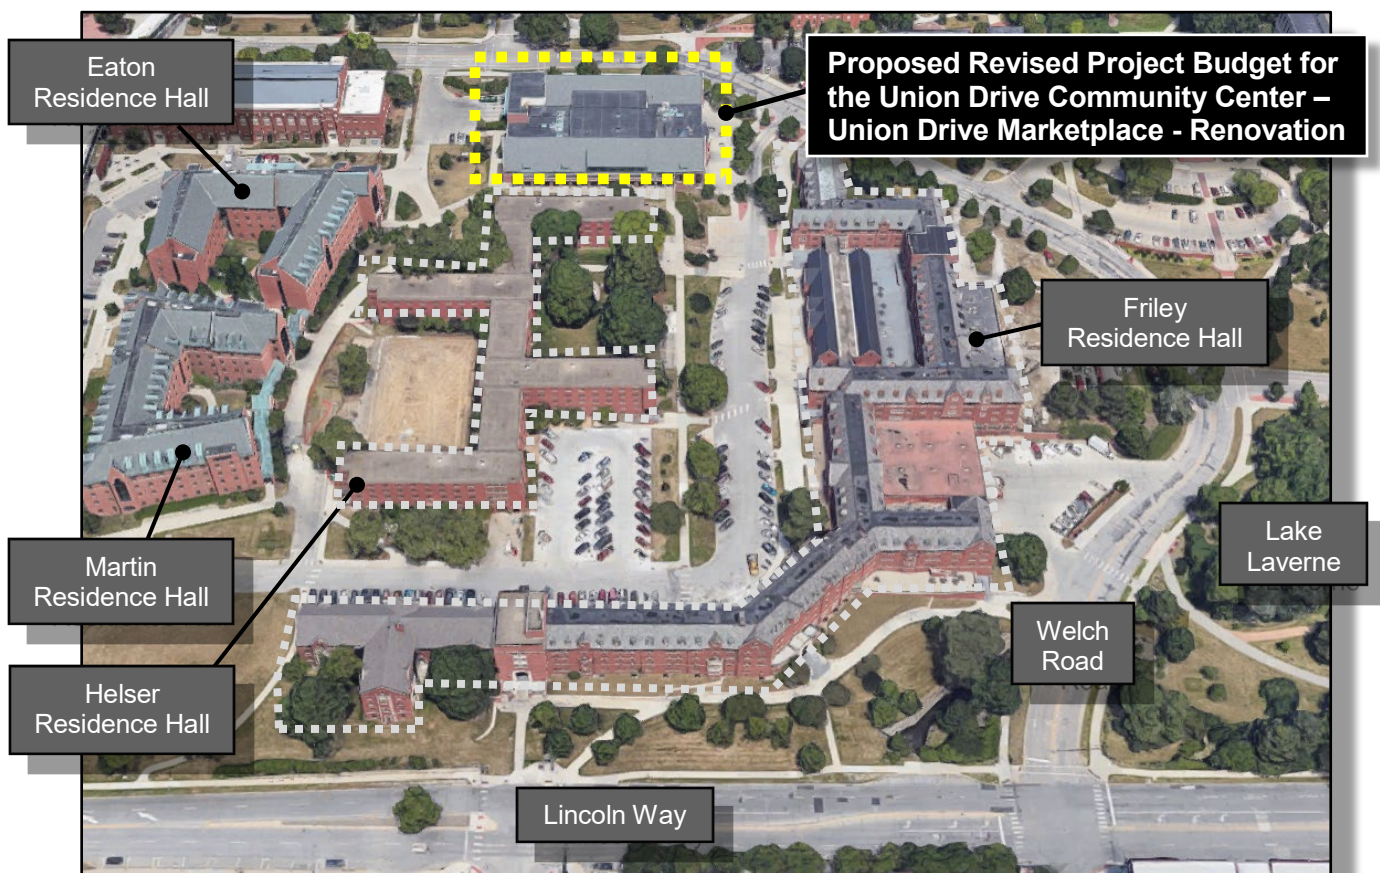 Eaton
Residence Hall
Proposed Revised Project Budget for
the Union Drive Community Center –
Union Drive Marketplace - Renovation
Friley
Residence Hall
Martin
Residence Hall
Lake
Laverne
Welch
Road
Helser
Residence Hall
Lincoln Way